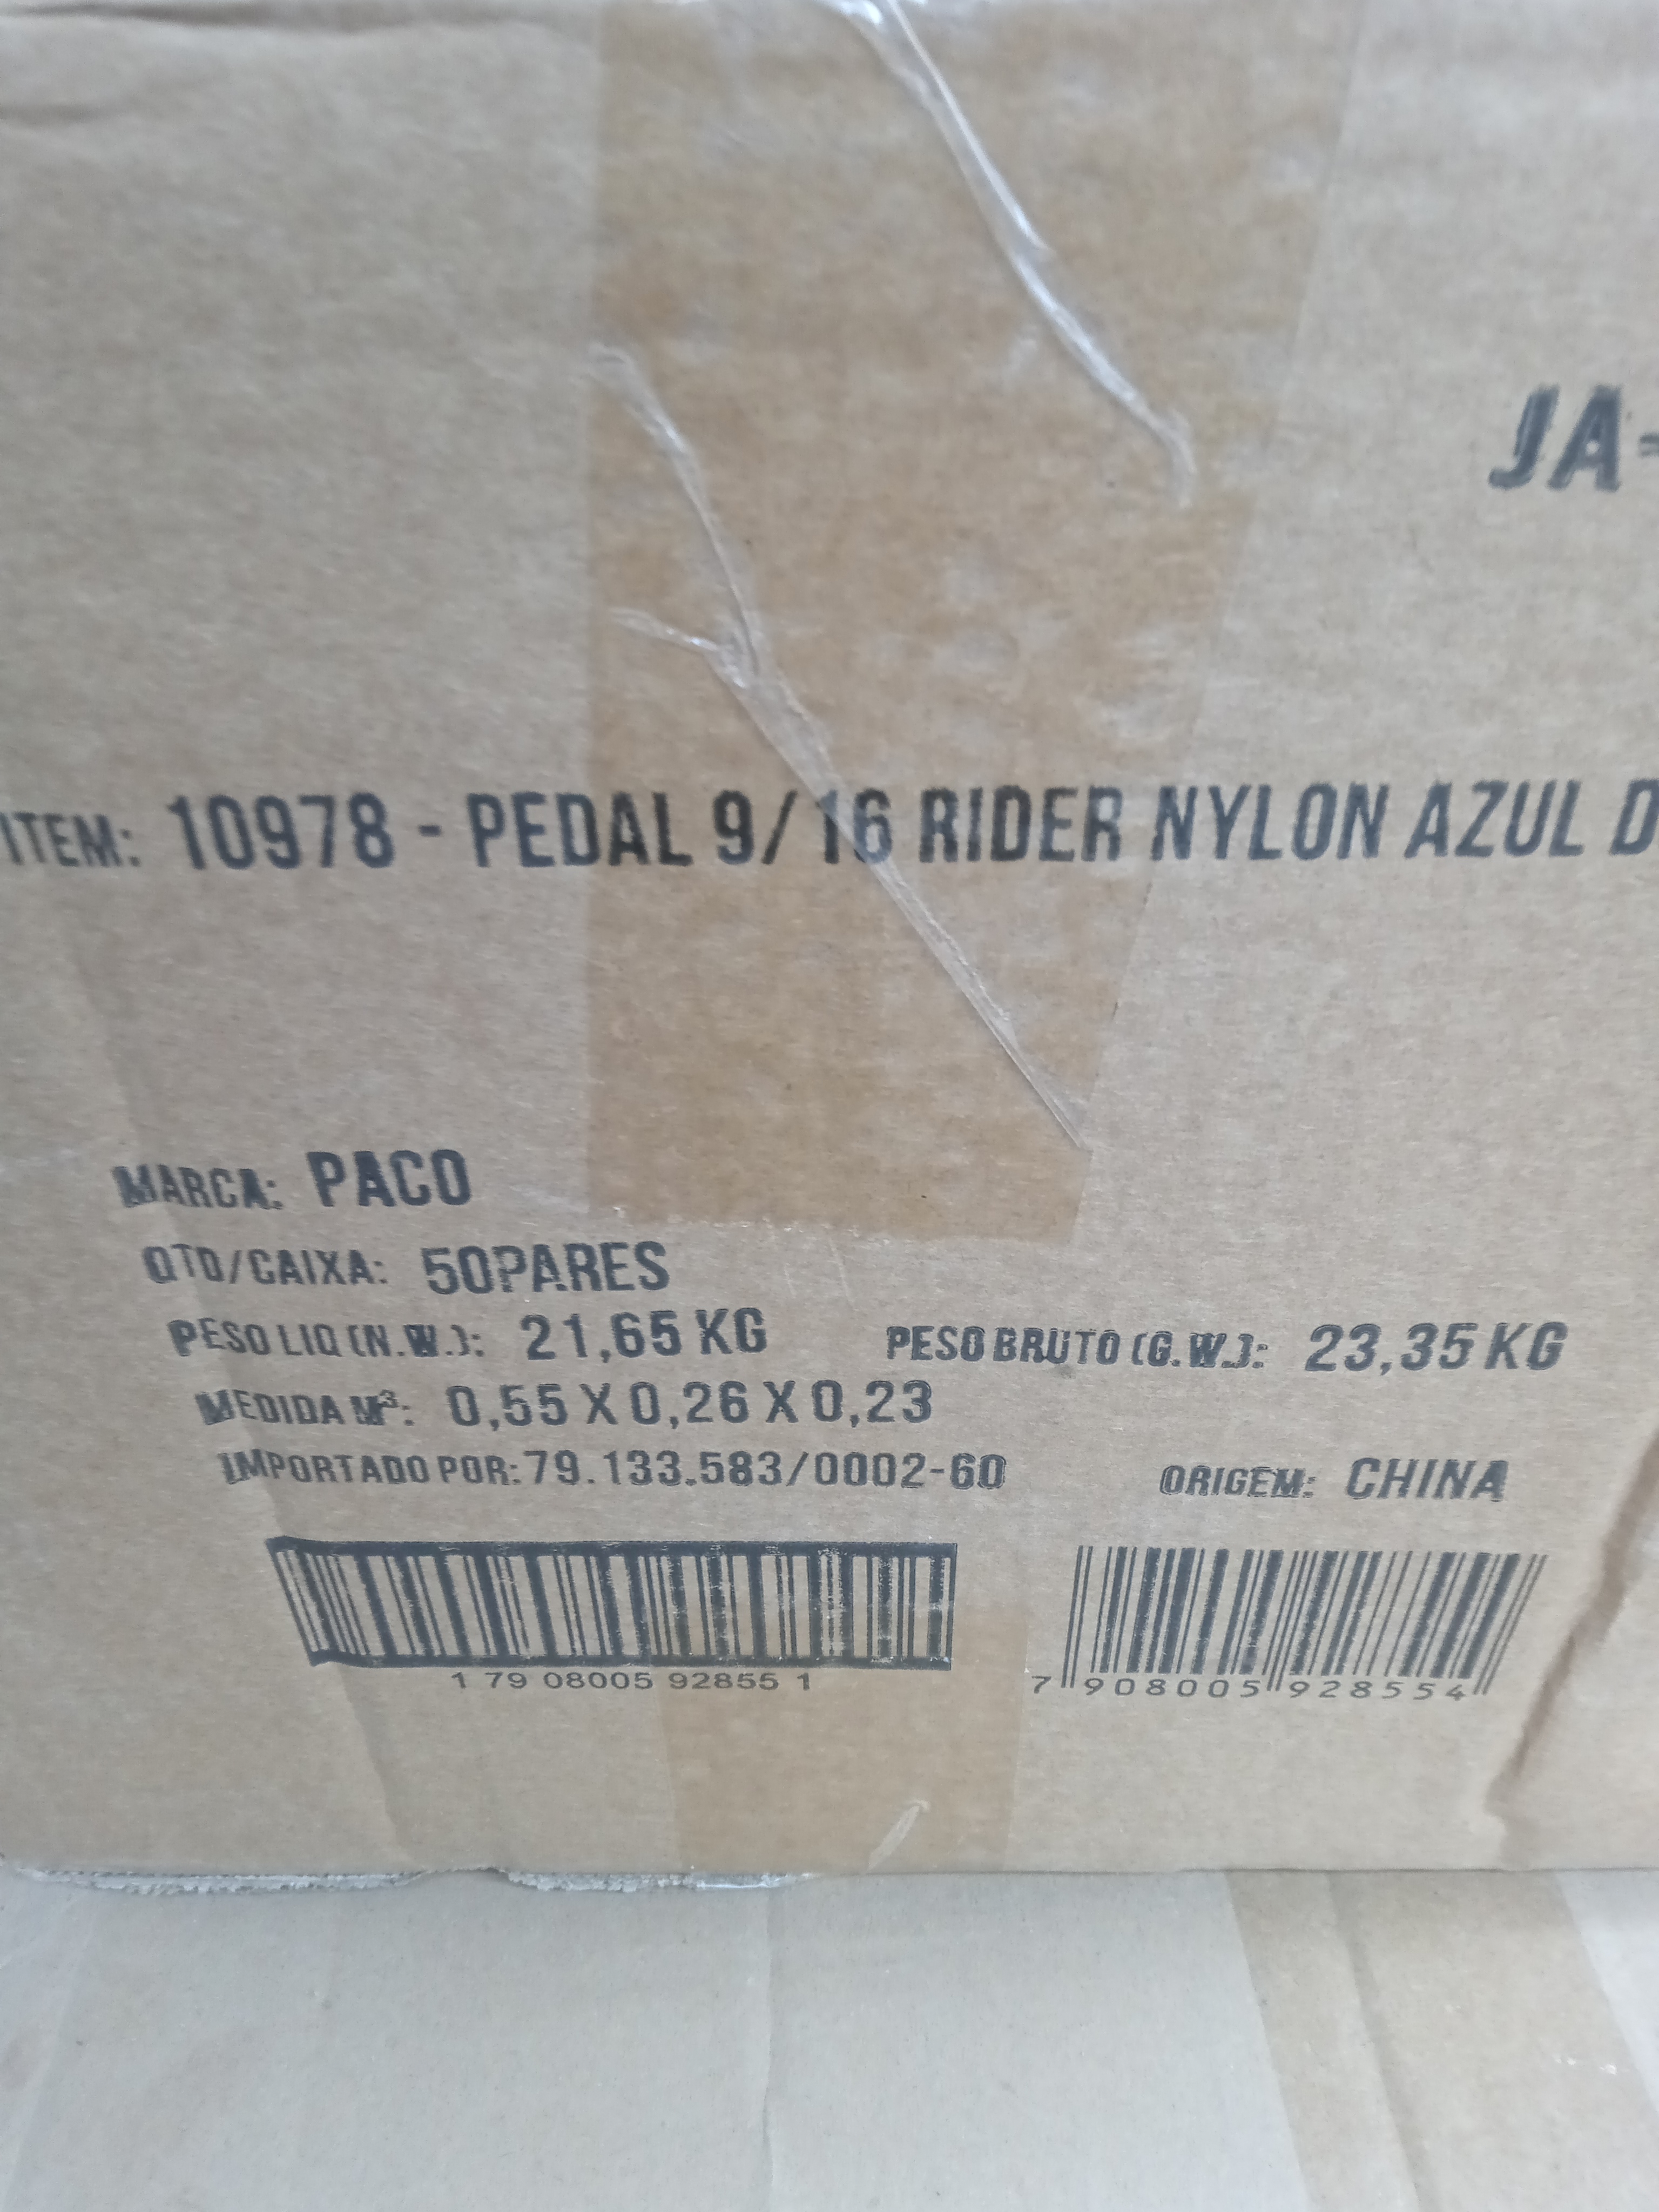 JA-
ITEM: 10978 - PEDAL 9/16 RIDER NYLON AZUL D
MARCA: PACO
QTD/CAIXA: 50PARES
PESO LIQ (N.W.): 21,65 KG PESO BRUTO (G.W.): 23,35 KG
MEDIDA M³: 0,55 X 0,26 X 0,23
IMPORTADO POR: 79.133.583/0002-60 ORIGEM: CHINA
1 79 08005 92855 1 7 908005 928554